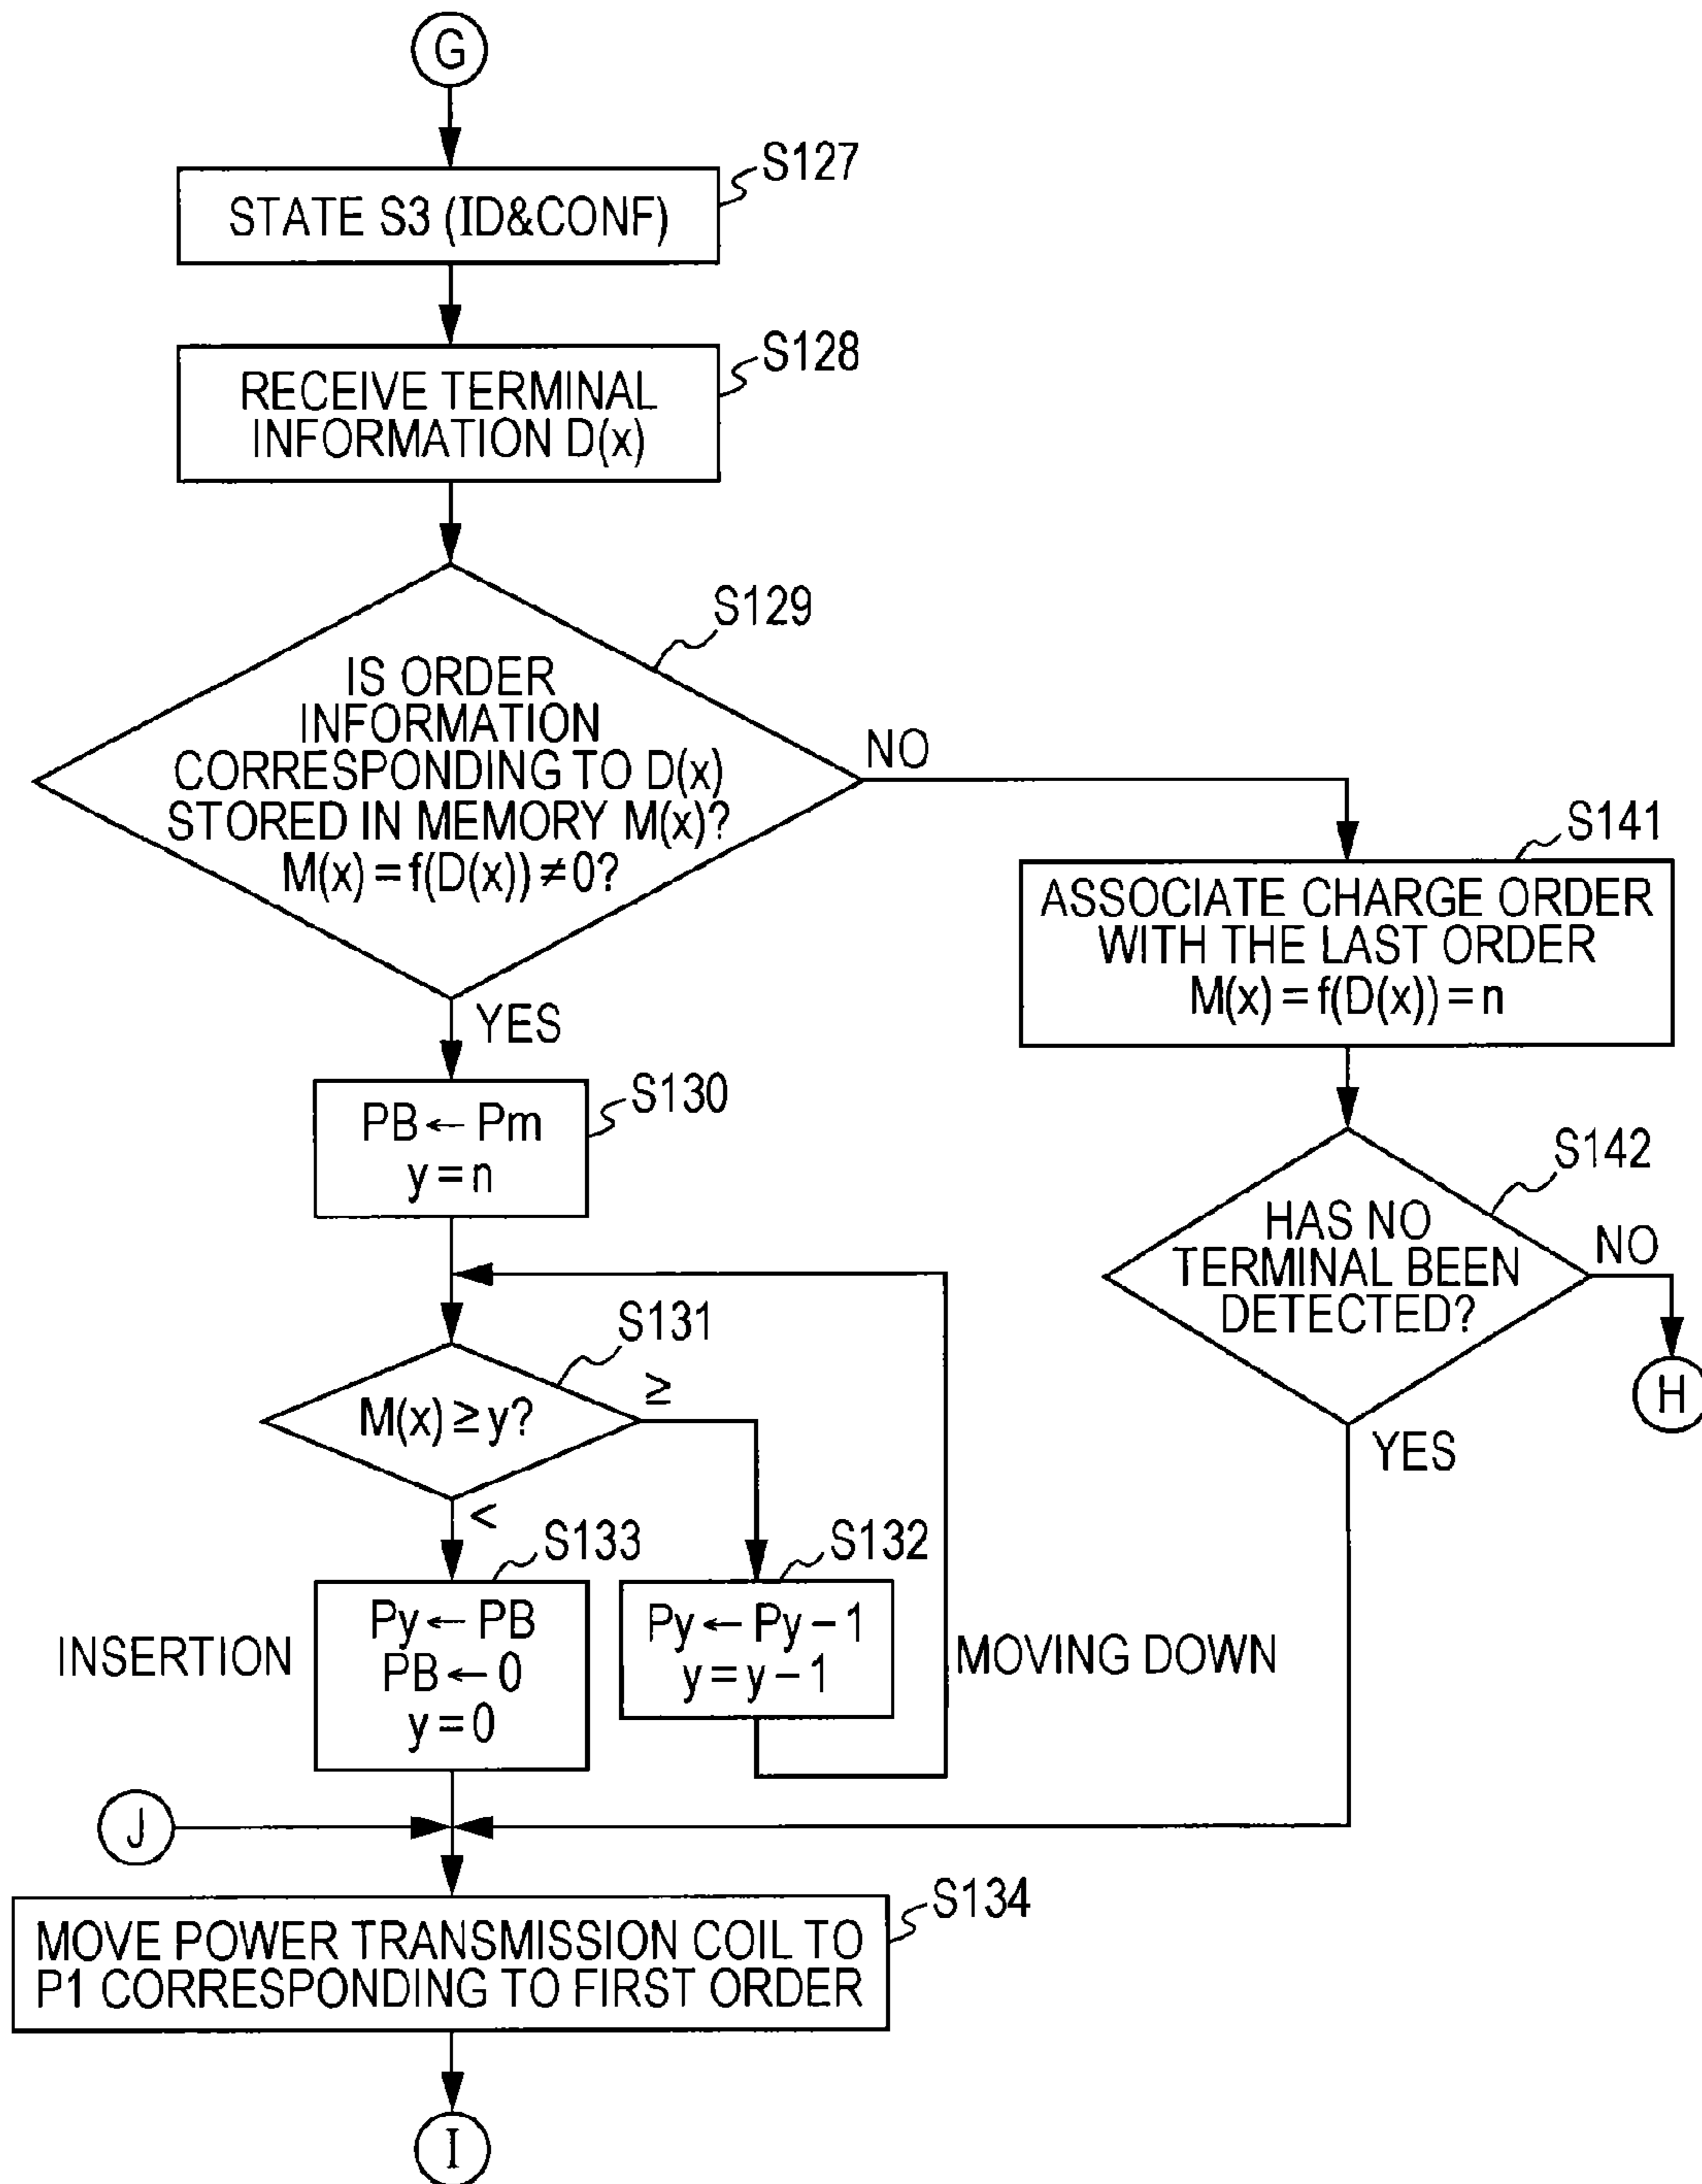 G
S127
STATE S3 (ID&CONF)
S128
RECEIVE TERMINAL
INFORMATION D(x)
S129
IS ORDER
INFORMATION
CORRESPONDING TO D(x)
STORED IN MEMORY M(x)?
M(x) = f(D(x)) ≠ 0?
NO
YES
S141
ASSOCIATE CHARGE ORDER
WITH THE LAST ORDER
M(x) = f(D(x)) = n
S130
PB ← Pm
y = n
S142
HAS NO
TERMINAL BEEN
DETECTED?
NO
H
YES
S131
M(x) ≥ y?
≥
<
S133
Py ← PB
PB ← 0
y = 0
INSERTION
S132
Py ← Py – 1
y = y – 1
MOVING DOWN
J
S134
MOVE POWER TRANSMISSION COIL TO
P1 CORRESPONDING TO FIRST ORDER
I